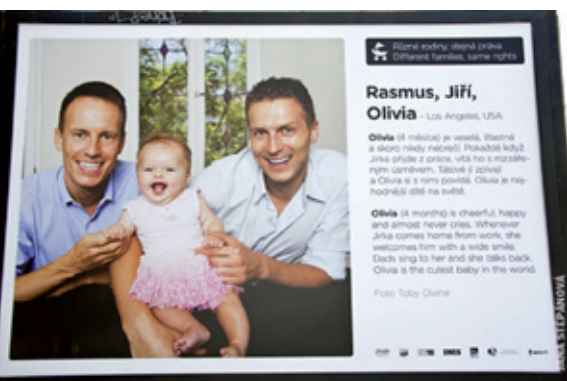 Různé rodiny, stejná práva
Different families, same rights
Rasmus, Jiří,
Olivia - Los Angeles, USA
Olivia (4 měsíce) je veselá, šťastná
a skoro nikdy nebrečí. Pokaždé když
Jirka přijde z práce, vítá ho s rozzáře-
ným úsměvem. Tátové jí zpívají
a Olivia si s nimi povídá. Olivia je nej-
hodnější dítě na světě.
Olivia (4 months) is cheerful, happy
and almost never cries. Whenever
Jirka comes home from work, she
welcomes him with a wide smile.
Dads sing to her and she talks back.
Olivia is the cutest baby in the world.
Foto Toby Divine
DNES
ŠTĚPÁNOVÁ